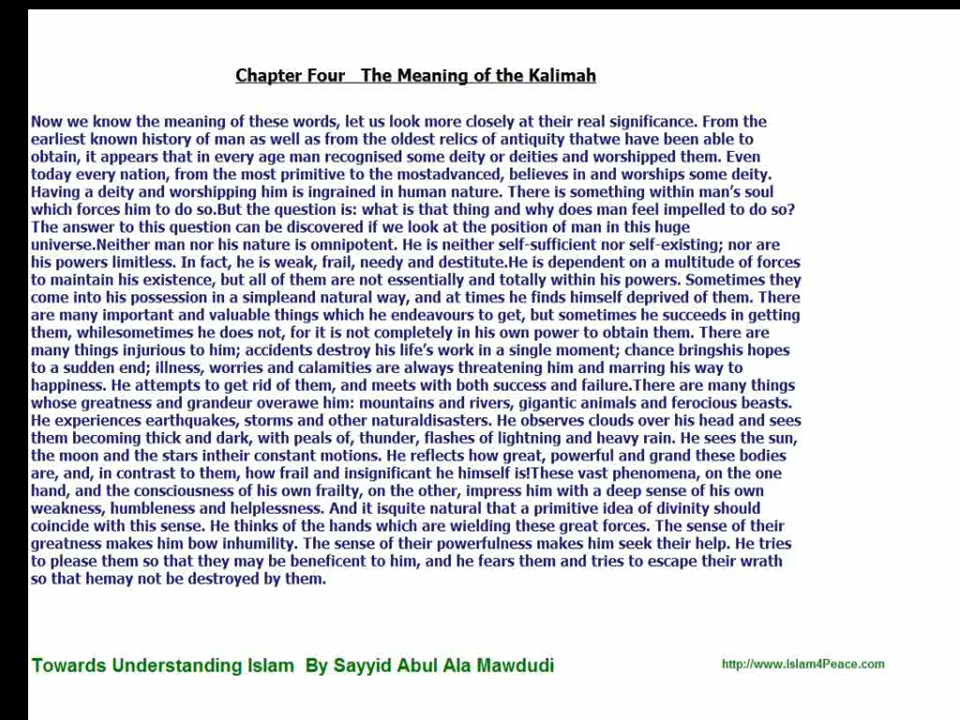 Chapter Four   The Meaning of the Kalimah
Now we know the meaning of these words, let us look more closely at their real significance. From the
earliest known history of man as well as from the oldest relics of antiquity thatwe have been able to
obtain, it appears that in every age man recognised some deity or deities and worshipped them. Even
today every nation, from the most primitive to the mostadvanced, believes in and worships some deity.
Having a deity and worshipping him is ingrained in human nature. There is something within man's soul
which forces him to do so.But the question is: what is that thing and why does man feel impelled to do so?
The answer to this question can be discovered if we look at the position of man in this huge
universe.Neither man nor his nature is omnipotent. He is neither self-sufficient nor self-existing; nor are
his powers limitless. In fact, he is weak, frail, needy and destitute.He is dependent on a multitude of forces
to maintain his existence, but all of them are not essentially and totally within his powers. Sometimes they
come into his possession in a simpleand natural way, and at times he finds himself deprived of them. There
are many important and valuable things which he endeavours to get, but sometimes he succeeds in getting
them, whilesometimes he does not, for it is not completely in his own power to obtain them. There are
many things injurious to him; accidents destroy his life's work in a single moment; chance bringshis hopes
to a sudden end; illness, worries and calamities are always threatening him and marring his way to
happiness. He attempts to get rid of them, and meets with both success and failure.There are many things
whose greatness and grandeur overawe him: mountains and rivers, gigantic animals and ferocious beasts.
He experiences earthquakes, storms and other naturaldisasters. He observes clouds over his head and sees
them becoming thick and dark, with peals of, thunder, flashes of lightning and heavy rain. He sees the sun,
the moon and the stars intheir constant motions. He reflects how great, powerful and grand these bodies
are, and, in contrast to them, how frail and insignificant he himself is!These vast phenomena, on the one
hand, and the consciousness of his own frailty, on the other, impress him with a deep sense of his own
weakness, humbleness and helplessness. And it isquite natural that a primitive idea of divinity should
coincide with this sense. He thinks of the hands which are wielding these great forces. The sense of their
greatness makes him bow inhumility. The sense of their powerfulness makes him seek their help. He tries
to please them so that they may be beneficent to him, and he fears them and tries to escape their wrath
so that hemay not be destroyed by them.
Towards Understanding Islam  By Sayyid Abul Ala Mawdudi
http://www.Islam4Peace.com